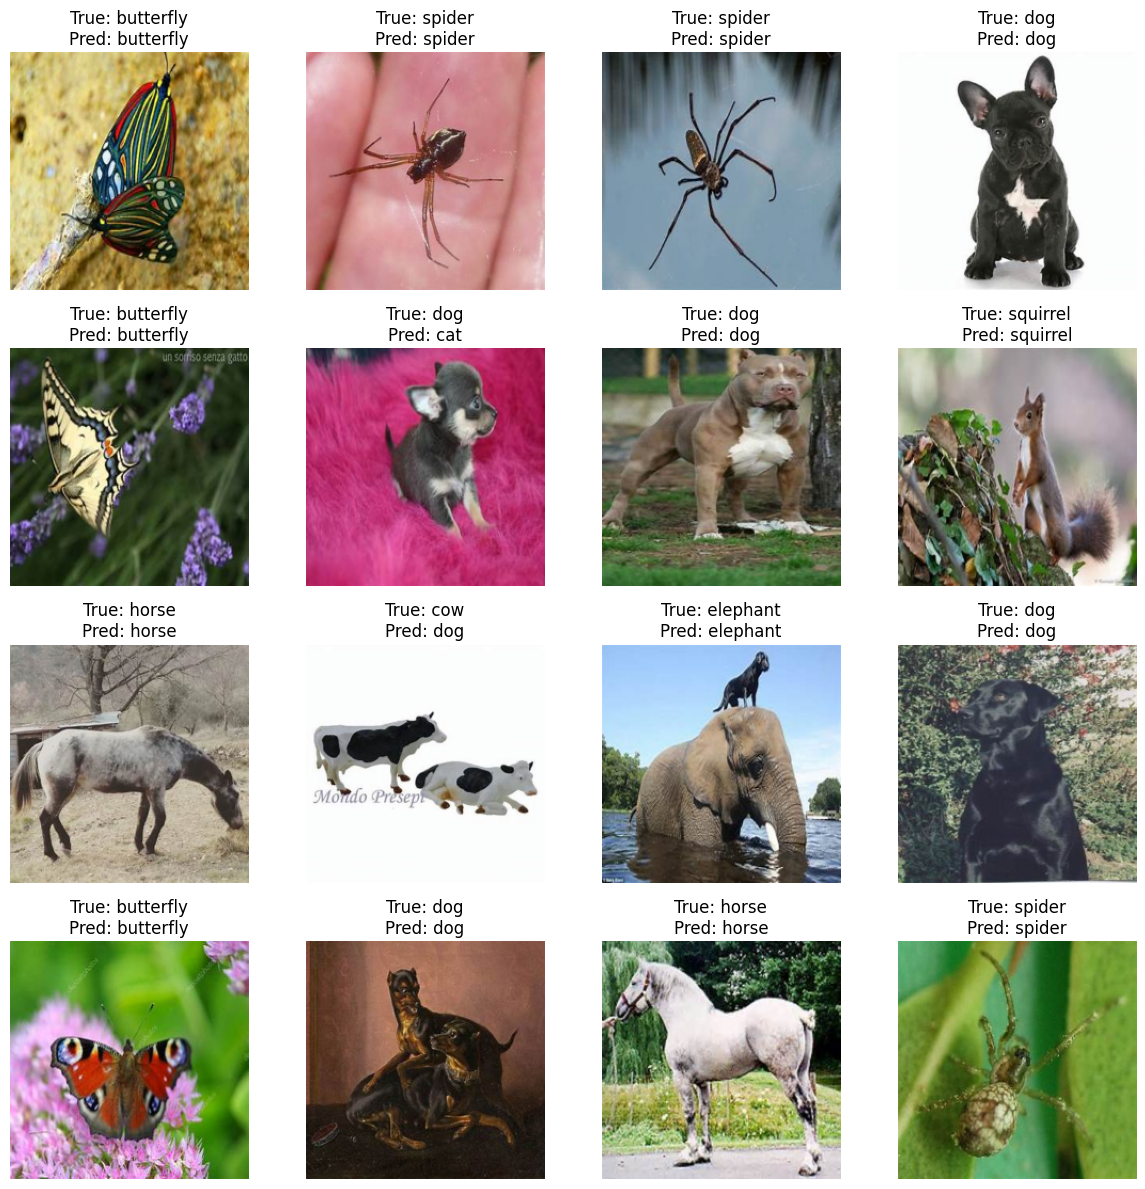 True: butterfly
Pred: butterfly
True: spider
Pred: spider
True: spider
Pred: spider
True: dog
Pred: dog
True: butterfly
Pred: butterfly
un sorriso senza gatto
True: dog
Pred: cat
True: dog
Pred: dog
True: squirrel
Pred: squirrel
True: horse
Pred: horse
True: cow
Pred: dog
Mondo Presepi
True: elephant
Pred: elephant
True: dog
Pred: dog
True: butterfly
Pred: butterfly
True: dog
Pred: dog
True: horse
Pred: horse
True: spider
Pred: spider